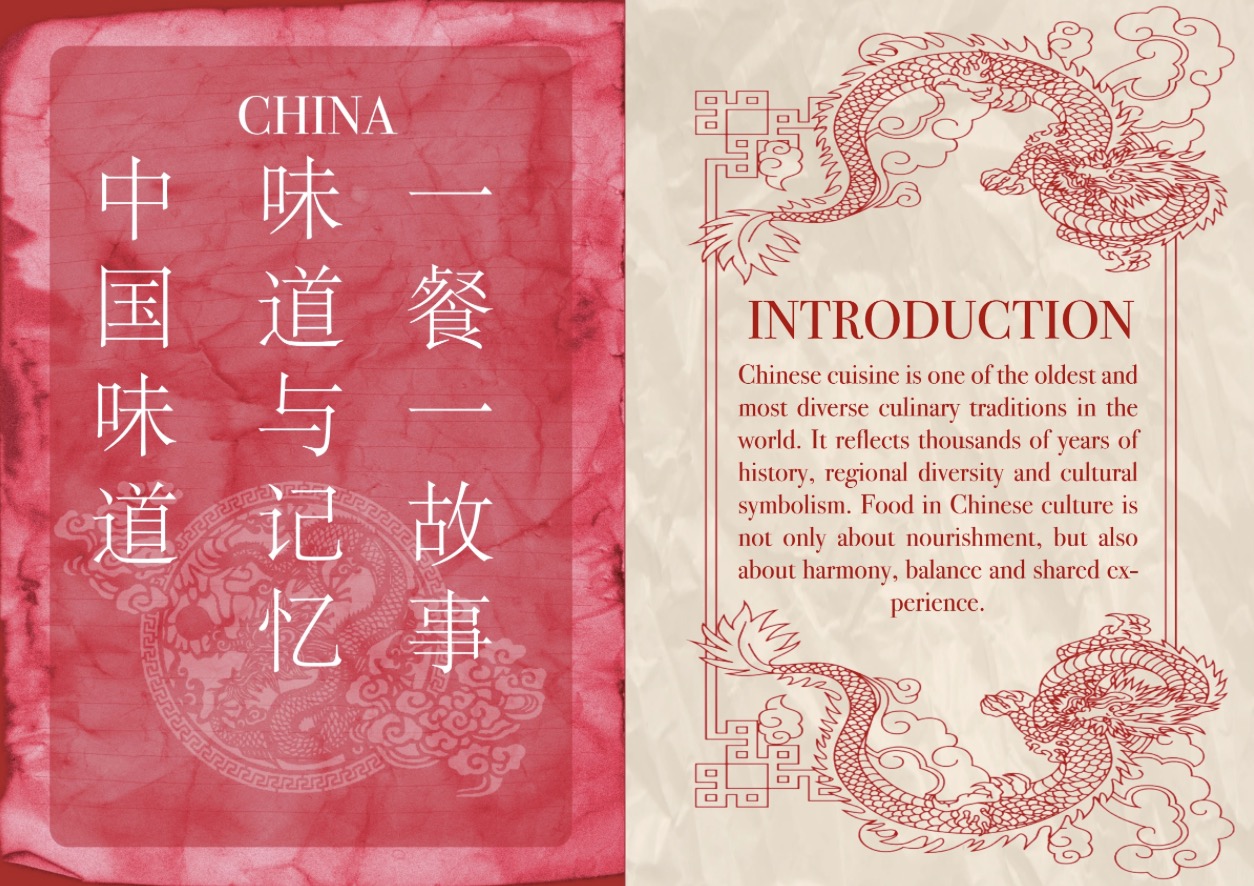 CHINA
中国味道
味道与记忆
一餐一故事
INTRODUCTION
Chinese cuisine is one of the oldest and
most diverse culinary traditions in the
world. It reflects thousands of years of
history, regional diversity and cultural
symbolism. Food in Chinese culture is
not only about nourishment, but also
about harmony, balance and shared ex-
perience.